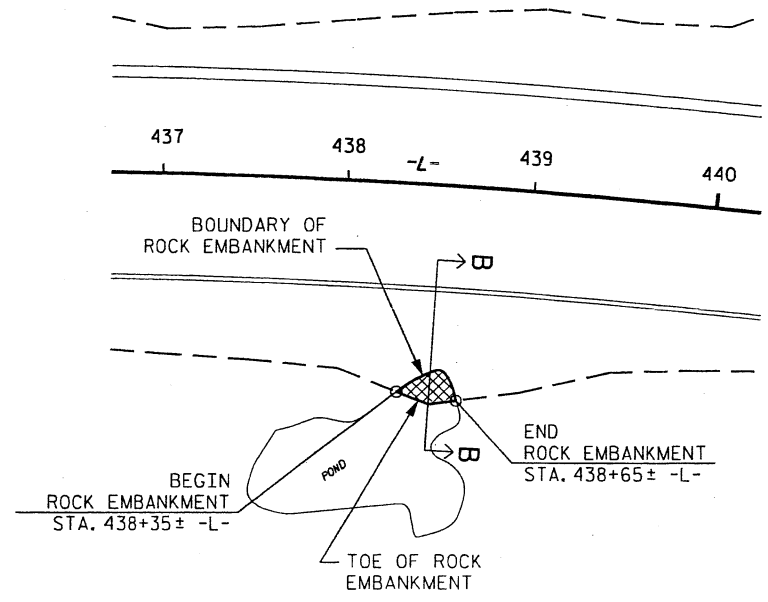 437
438
-L-
439
440
BOUNDARY OF
ROCK EMBANKMENT
B
B
POND
BEGIN
ROCK EMBANKMENT
STA. 438+35± -L-
END
ROCK EMBANKMENT
STA. 438+65± -L-
TOE OF ROCK
EMBANKMENT